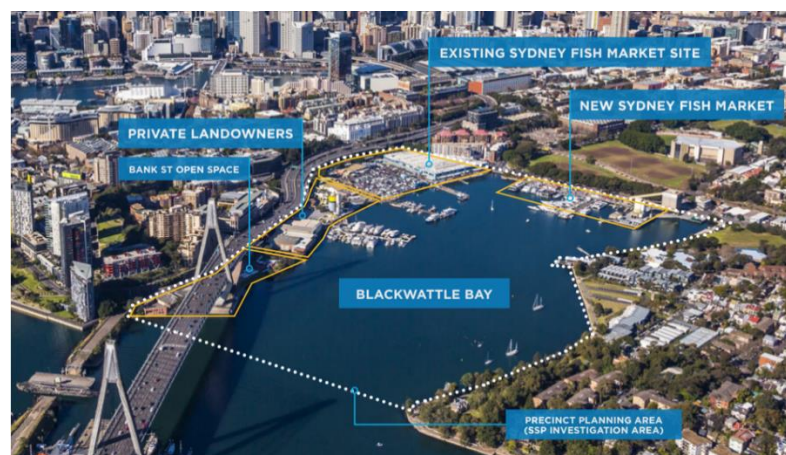 EXISTING SYDNEY FISH MARKET SITE
NEW SYDNEY FISH MARKET
PRIVATE LANDOWNERS
BANK ST OPEN SPACE
BLACKWATTLE BAY
PRECINCT PLANNING AREA
(SSP INVESTIGATION AREA)